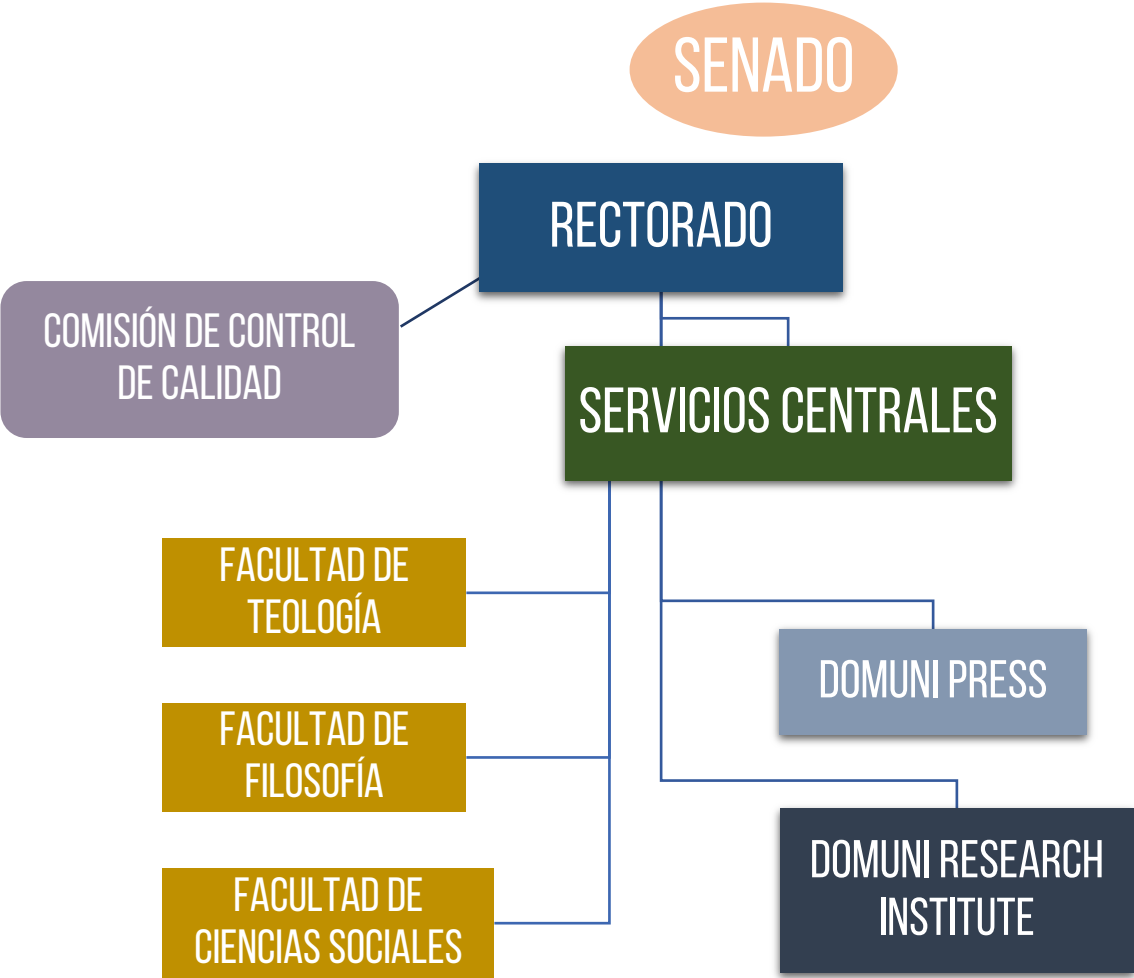 SENADO
RECTORADO
COMISIÓN DE CONTROL
DE CALIDAD
SERVICIOS CENTRALES
FACULTAD DE
TEOLOGÍA
DOMUNI PRESS
FACULTAD DE
FILOSOFÍA
DOMUNI RESEARCH
INSTITUTE
FACULTAD DE
CIENCIAS SOCIALES